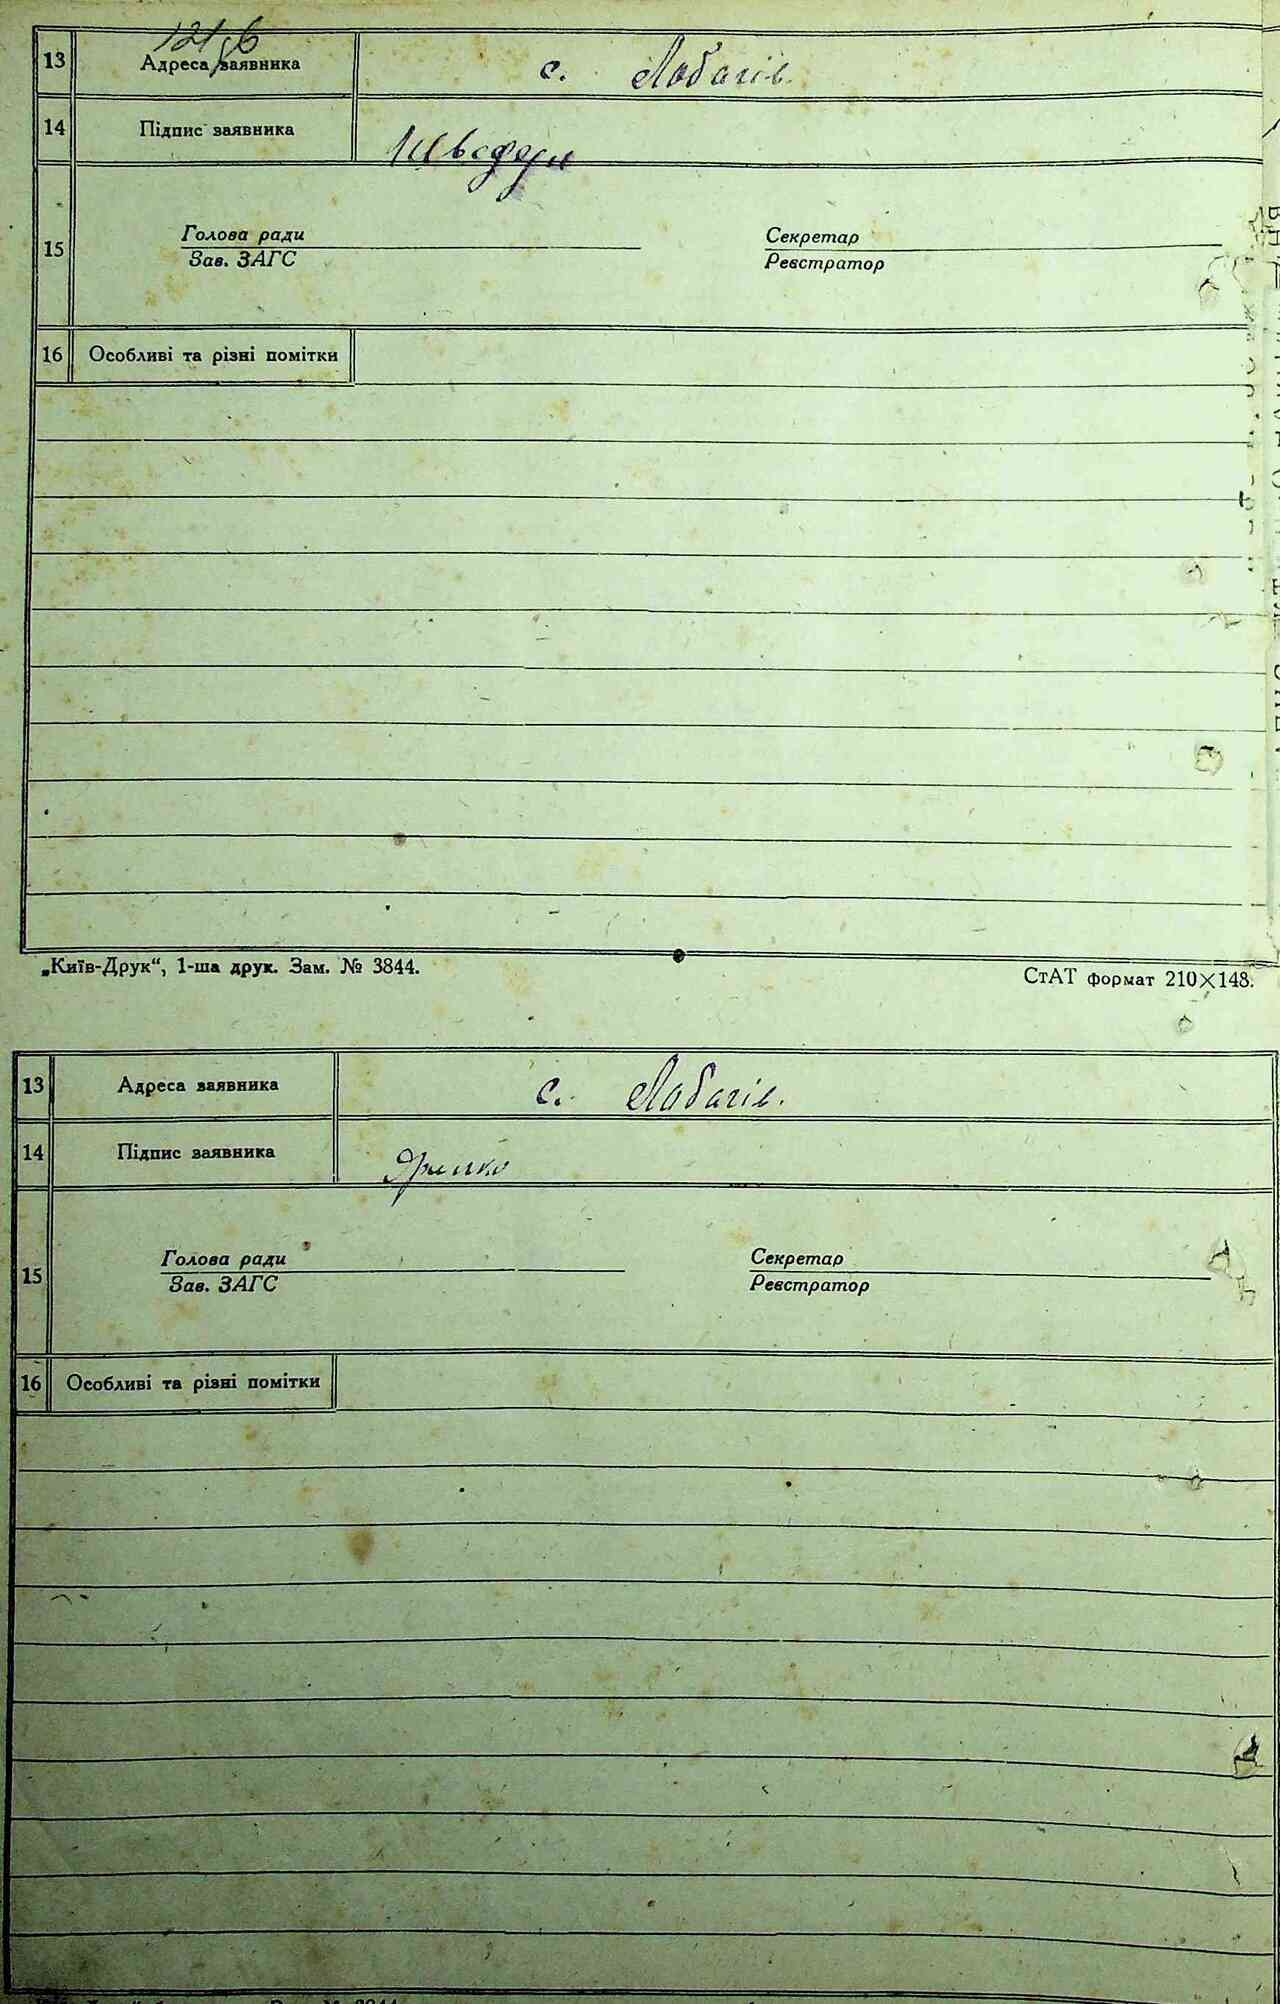 121 зв
13 Адреса заявника с. Лобачів.
14 Підпис заявника
15 Голова ради Секретар
Зав. ЗАГС Реєстратор
16 Особливі та різні помітки
„Київ-Друк“, 1-ша друк. Зам. № 3844. СтАТ формат 210×148.
13 Адреса заявника с. Лобачів.
14 Підпис заявника
15 Голова ради Секретар
Зав. ЗАГС Реєстратор
16 Особливі та різні помітки